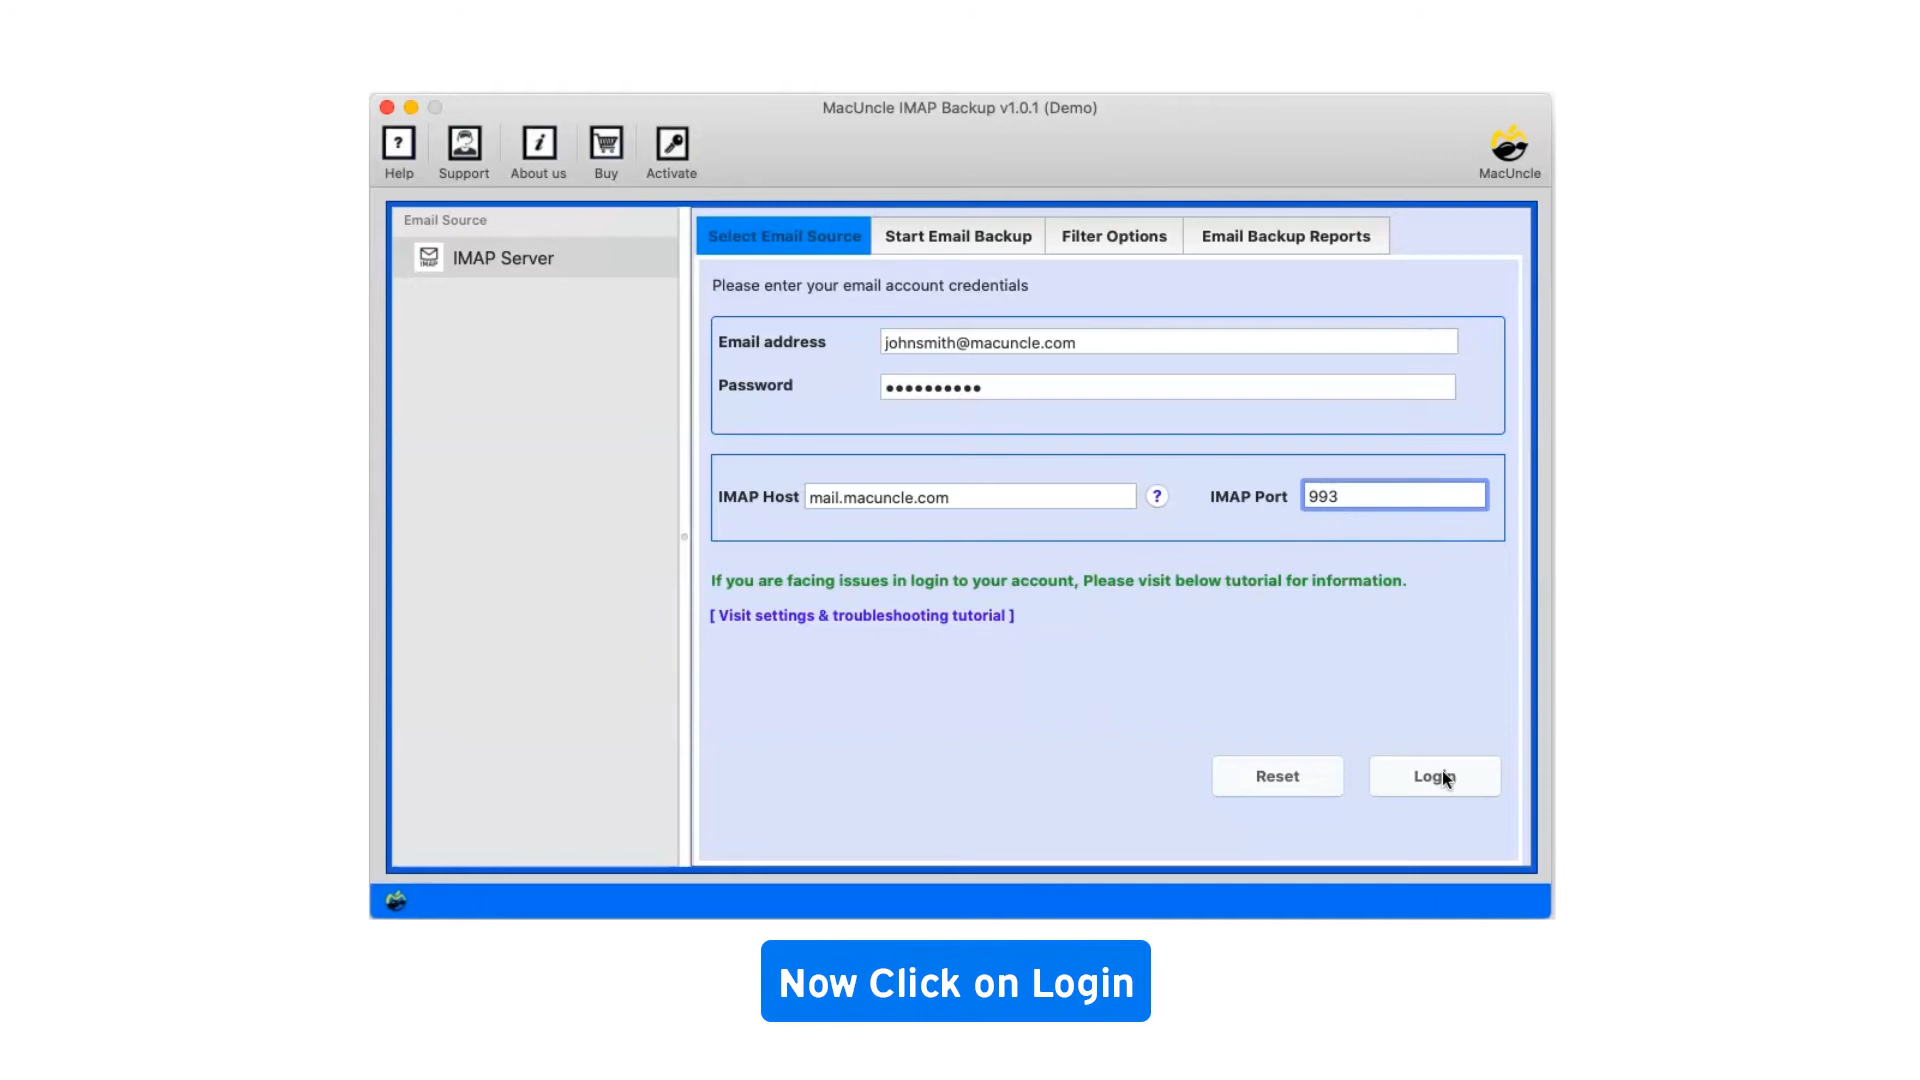 MacUncle IMAP Backup v1.0.1 (Demo)
?
i
Help
Support
About us
Buy
Activate
MacUncle
Email Source
IMAP
IMAP Server
Select Email Source
Start Email Backup
Filter Options
Email Backup Reports
Please enter your email account credentials
Email address
johnsmith@macuncle.com
Password
●●●●●●●●●●
IMAP Host
mail.macuncle.com
?
IMAP Port
993
If you are facing issues in login to your account, Please visit below tutorial for information.
[ Visit settings & troubleshooting tutorial ]
Reset
Login
Now Click on Login